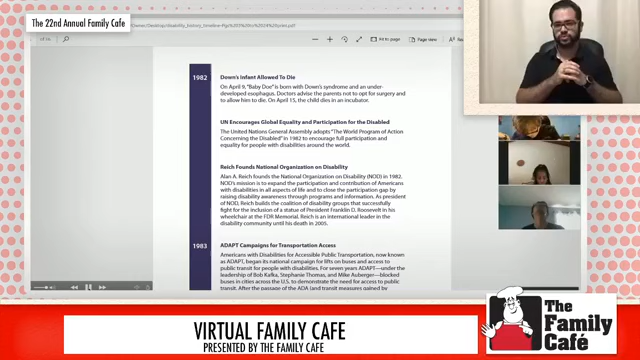 The 22nd Annual Family Cafe
Fit to page
Page view
1982
Down's Infant Allowed To Die
On April 9, "Baby Doe" is born with Down's syndrome and an under-
developed esophagus. Doctors advise the parents not to opt for surgery and
to allow him to die. On April 15, the child dies in an incubator.
UN Encourages Global Equality and Participation for the Disabled
The United Nations General Assembly adopts "The World Program of Action
Concerning the Disabled" in 1982 to encourage full participation and
equality for people with disabilities around the world.
Reich Founds National Organization on Disability
Alan A. Reich founds the National Organization on Disability (NOD) in 1982.
NOD's mission is to expand the participation and contribution of Americans
with disabilities in all aspects of life and to close the participation gap by
raising disability awareness through programs and information. As president
of NOD, Reich builds the coalition of disability groups that successfully
fight for the inclusion of a statue of President Franklin D. Roosevelt in his
wheelchair at the FDR Memorial. Reich is an international leader in the
disability community until his death in 2005.
1983
ADAPT Campaigns for Transportation Access
Americans with Disabilities for Accessible Public Transportation, now known
as ADAPT, began its national campaign for lifts on buses and access to
public transit for people with disabilities. For seven years ADAPT—under the
leadership of Bob Kafka, Stephanie Thomas, and Mike Auberger—blocked
buses in cities across the U.S. to demonstrate the need for access to public
transit. After the passage of the ADA (and transit measures gained by
VIRTUAL FAMILY CAFE
PRESENTED BY THE FAMILY CAFE
The
Family
Café